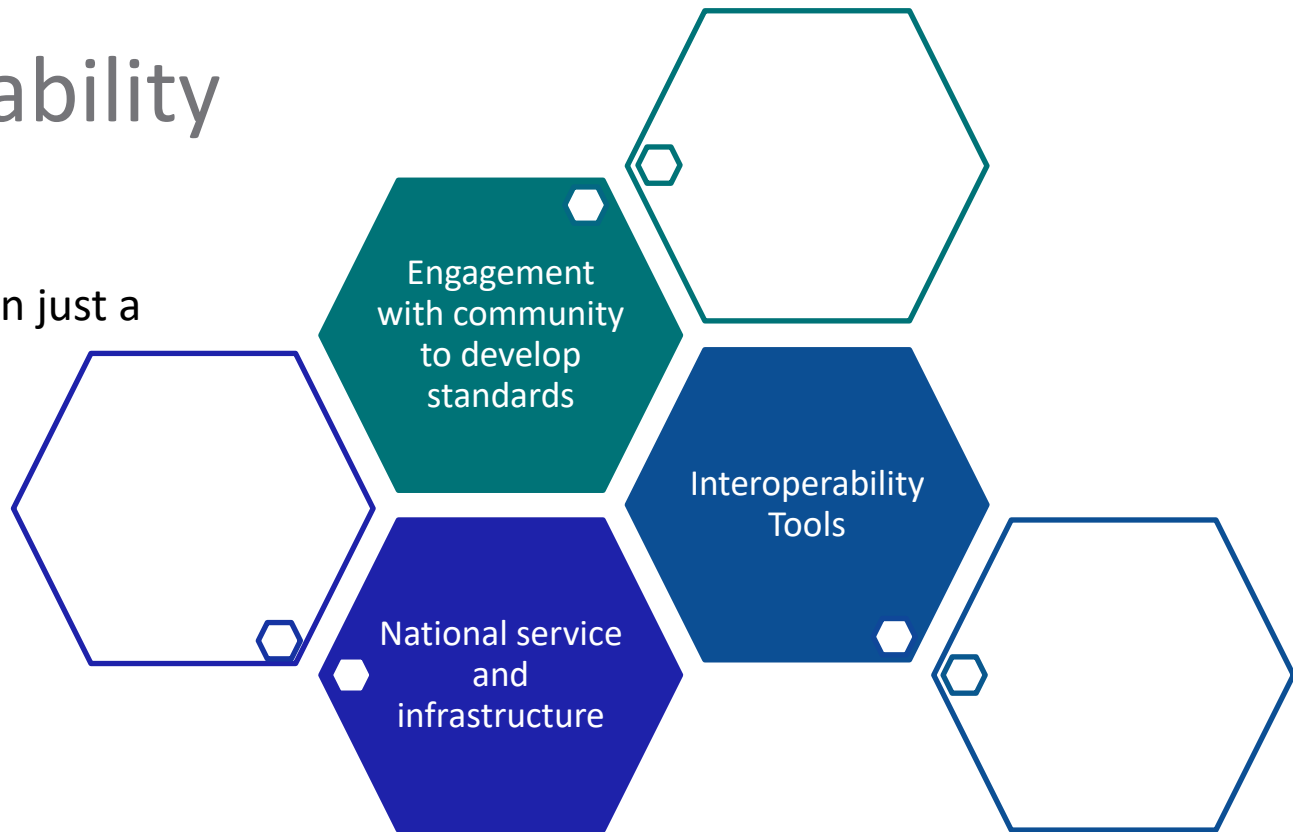 ability
n just a
Engagement
with community
to develop
standards
Interoperability
Tools
National service
and
infrastructure